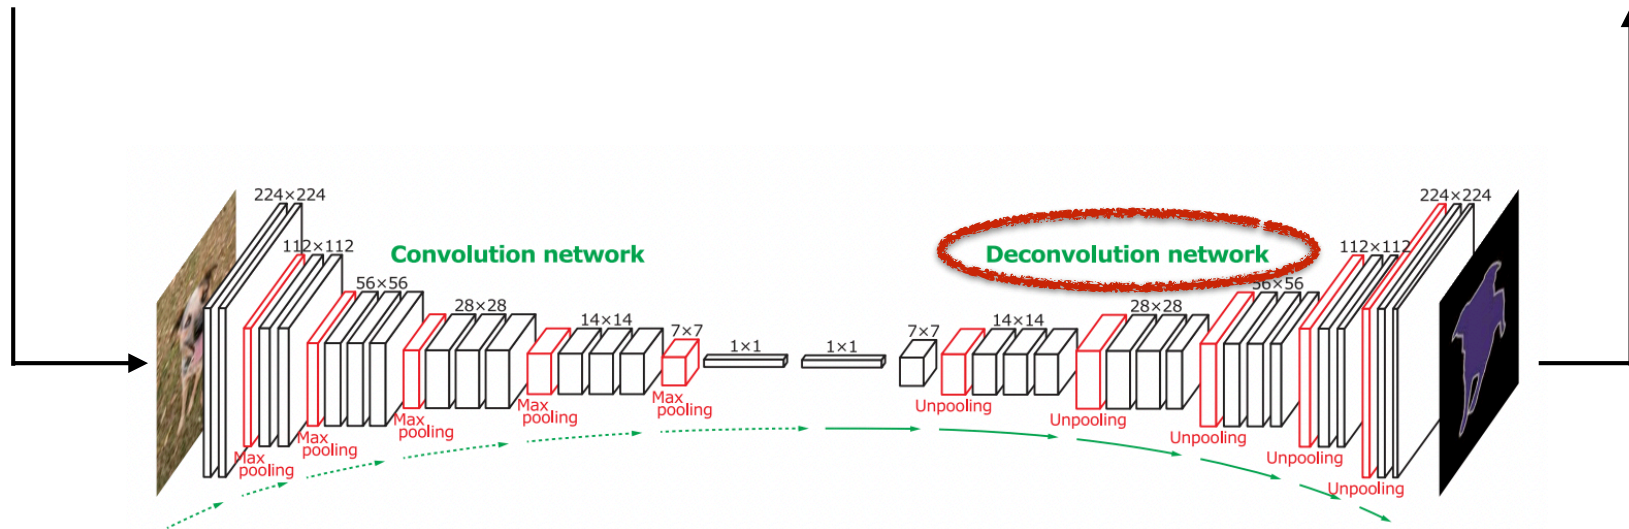 224×224
112×112
Convolution network
56×56
28×28
14×14
7×7
1×1
1×1
Max
pooling
Max
pooling
Max
pooling
Max
pooling
Max
pooling
Deconvolution network
7×7
14×14
28×28
56×56
112×112
224×224
Unpooling
Unpooling
Unpooling
Unpooling
Unpooling